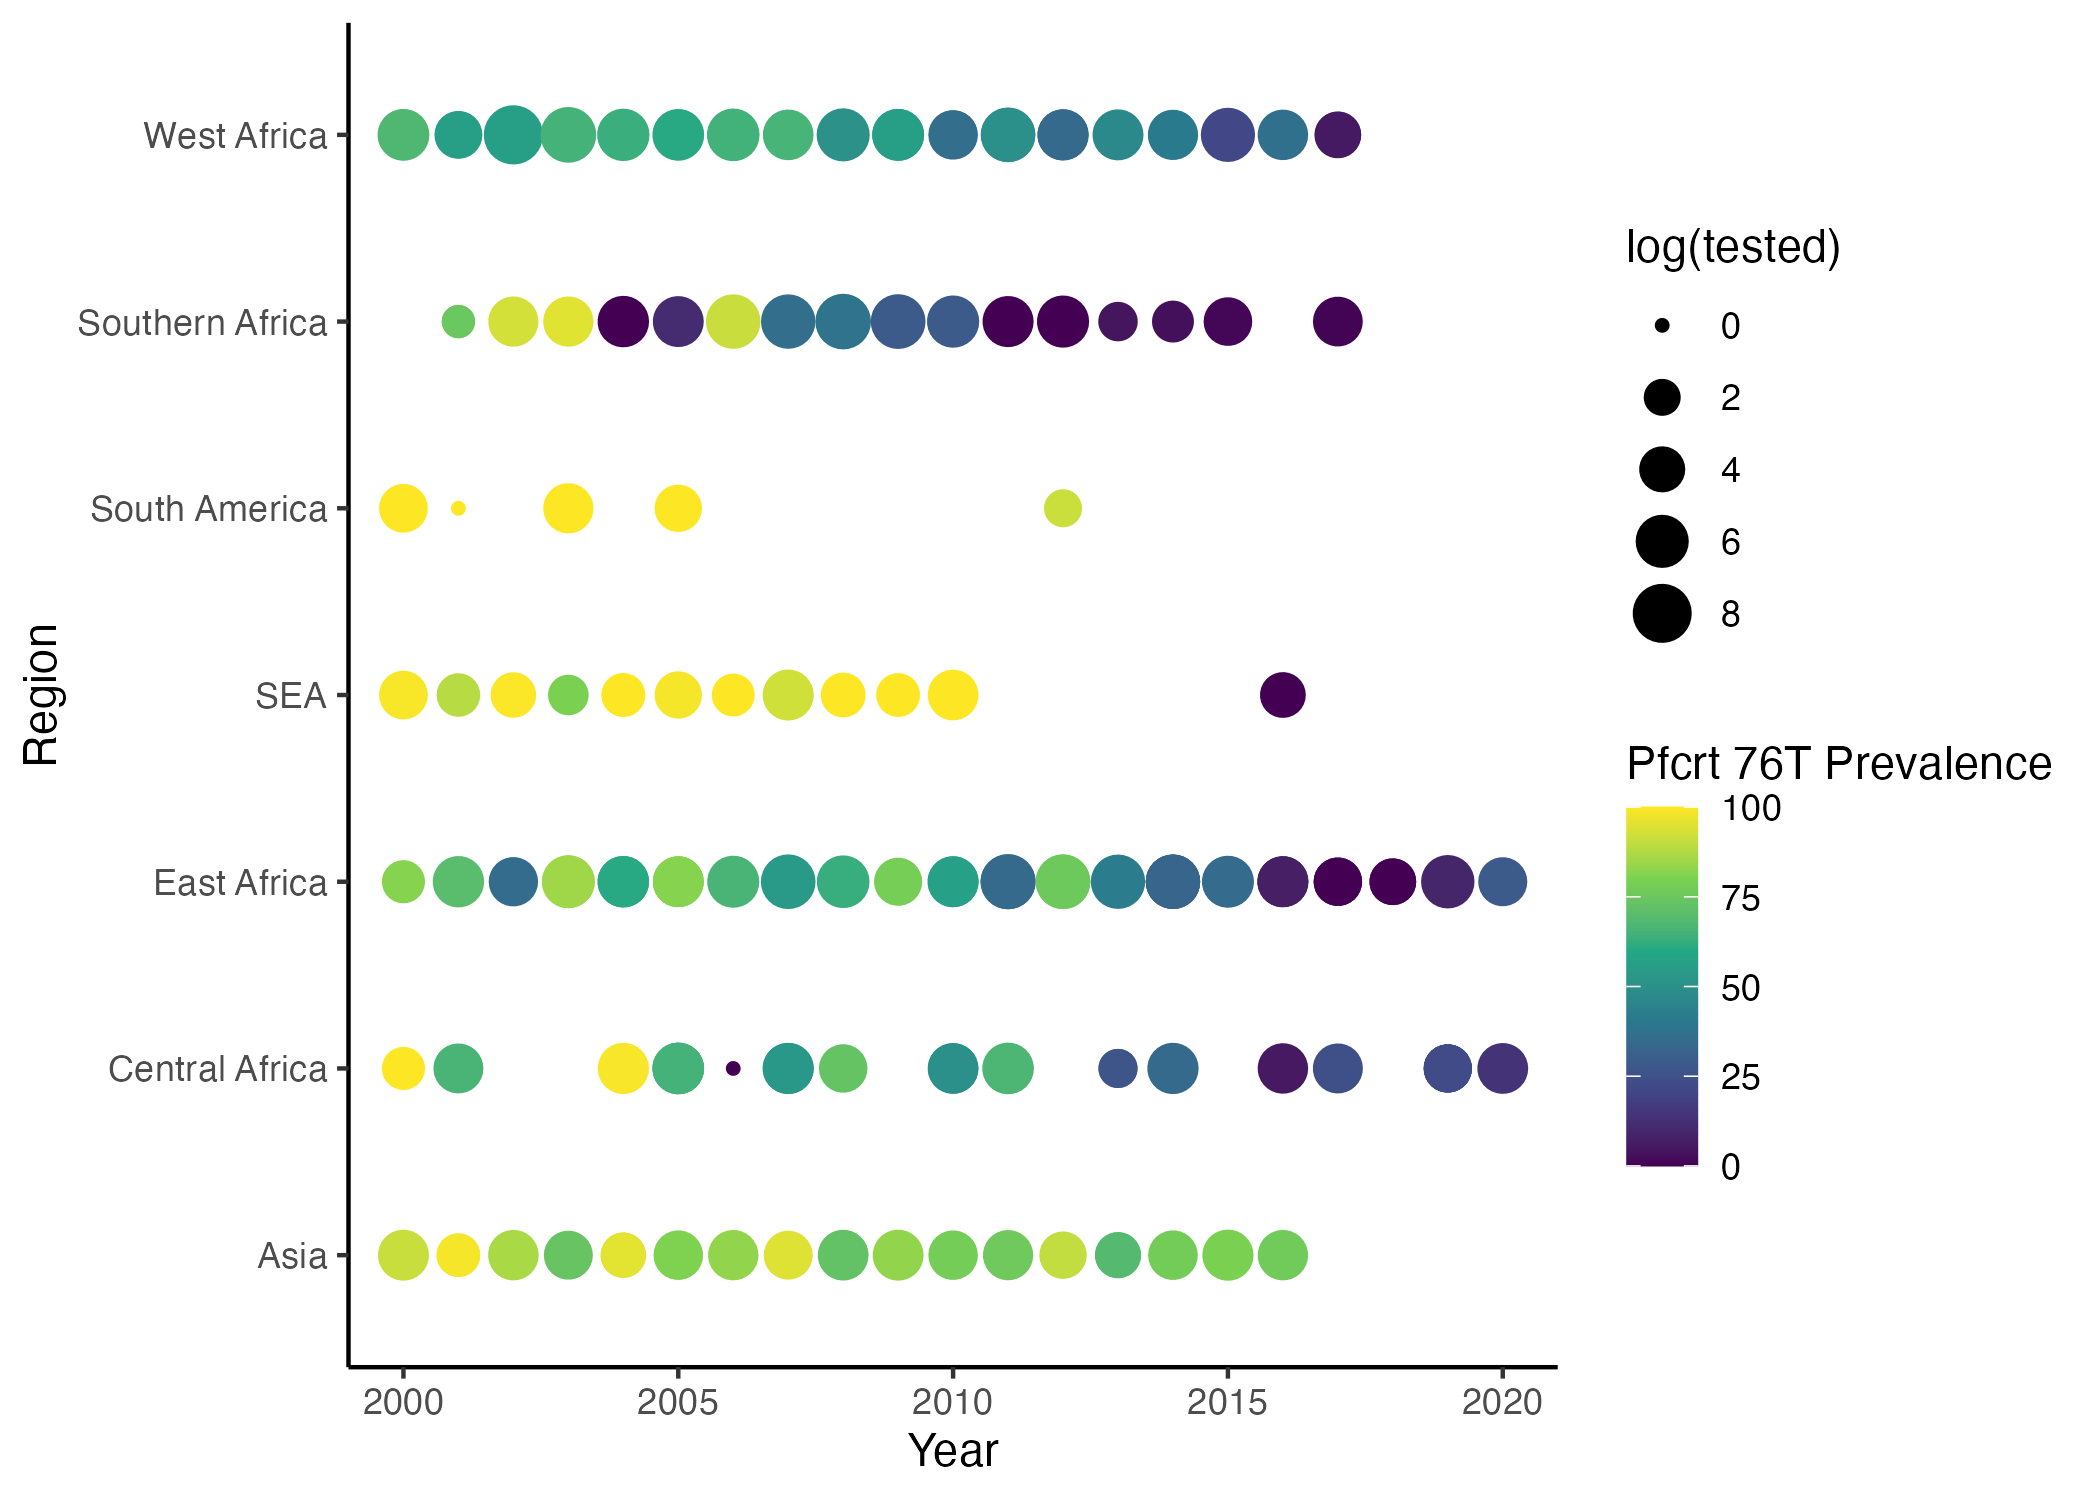 West Africa
Southern Africa
South America
SEA
East Africa
Central Africa
Asia
Region
2000 2005 2010 2015 2020
Year
log(tested)
0
2
4
6
8
Pfcrt 76T Prevalence
100
75
50
25
0